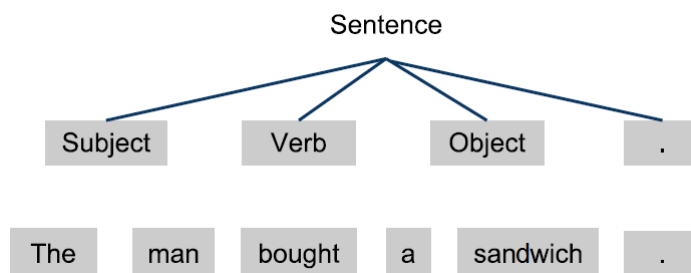 Sentence
Subject Verb Object .
The man bought a sandwich .